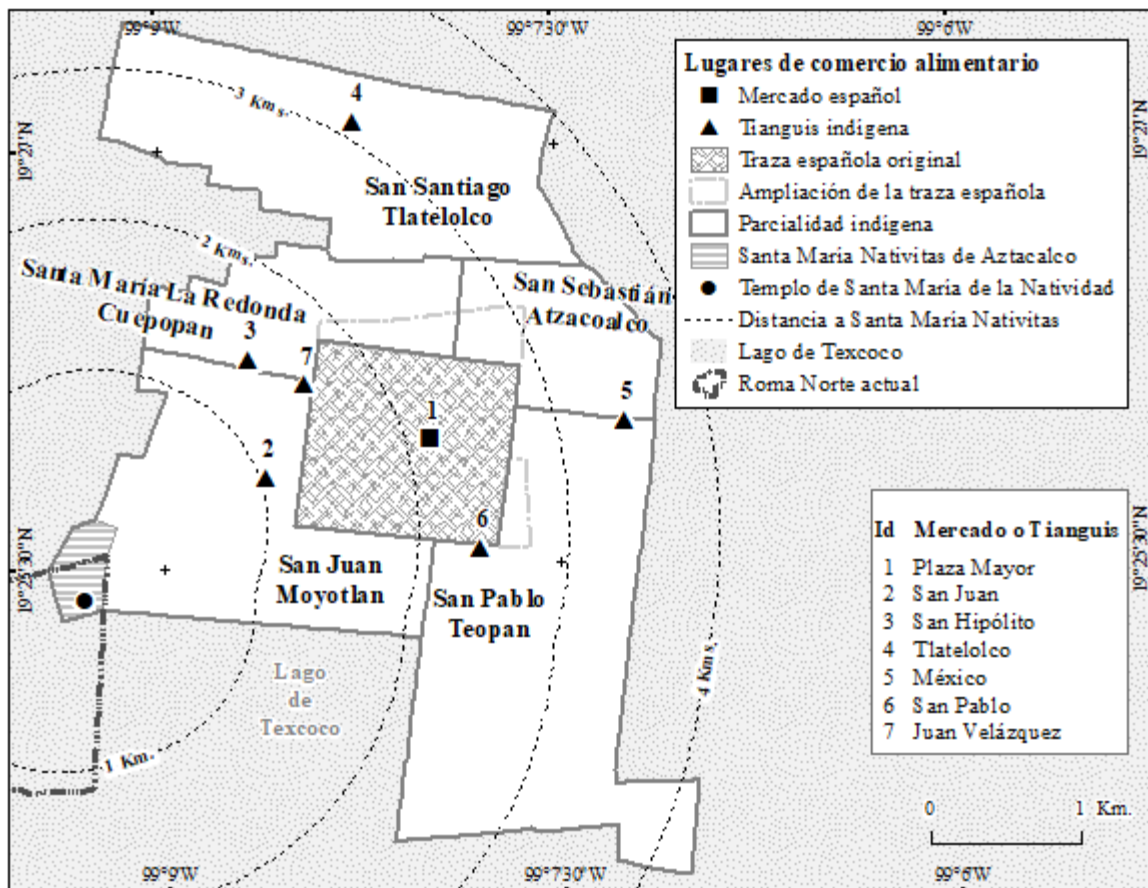 99°9'W
99°730"W
99°6'W
19°27'N
19°27'N
19°25'30"N
19°25'30"N
99°9'W
99°730"W
99°6'W
Lugares de comercio alimentario
Mercado español
Tianguis indígena
Traza española original
Ampliación de la traza española
Parcialidad indígena
Santa María Nativitas de Aztacalco
Templo de Santa Maria de la Natividad
Distancia a Santa María Nativitas
Lago de Texcoco
Roma Norte actual
3 Kms.
4
San Santiago
Tlatelolco
2 Kms.
Santa María La Redonda
Cuepopan
San Sebastián
Atzacoalco
3
7
5
1
2
6
San Juan
Moyotlan
San Pablo
Teopan
Lago
de
Texcoco
1 Km.
4 Kms.
Id Mercado o Tianguis
1 Plaza Mayor
2 San Juan
3 San Hipólito
4 Tlatelolco
5 México
6 San Pablo
7 Juan Velázquez
0 1 Km.